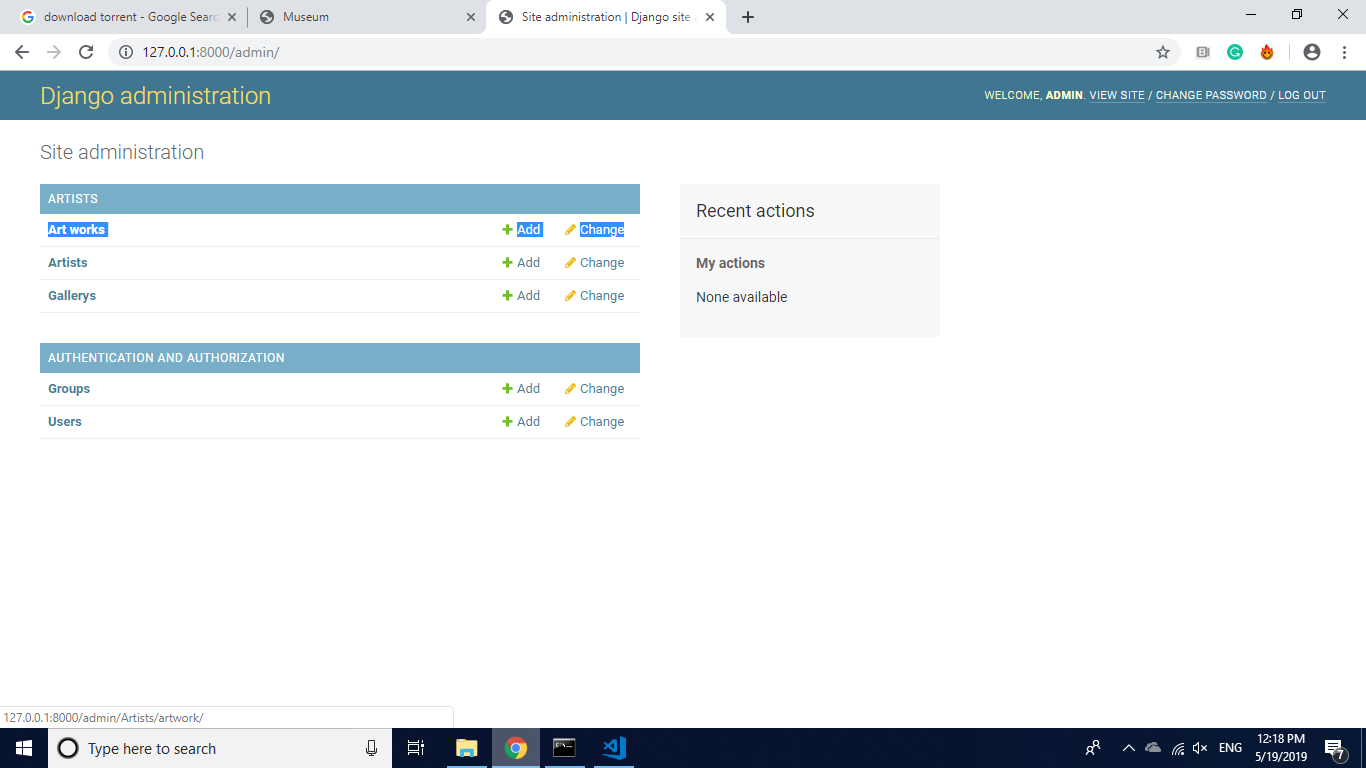 download torrent - Google Searc
Museum
Site administration | Django site
127.0.0.1:8000/admin/
Django administration
WELCOME, ADMIN. VIEW SITE / CHANGE PASSWORD / LOG OUT
Site administration
ARTISTS
Art works Add Change
Artists Add Change
Gallerys Add Change
AUTHENTICATION AND AUTHORIZATION
Groups Add Change
Users Add Change
Recent actions
My actions
None available
127.0.0.1:8000/admin/Artists/artwork/
Type here to search
ENG
12:18 PM
5/19/2019
7